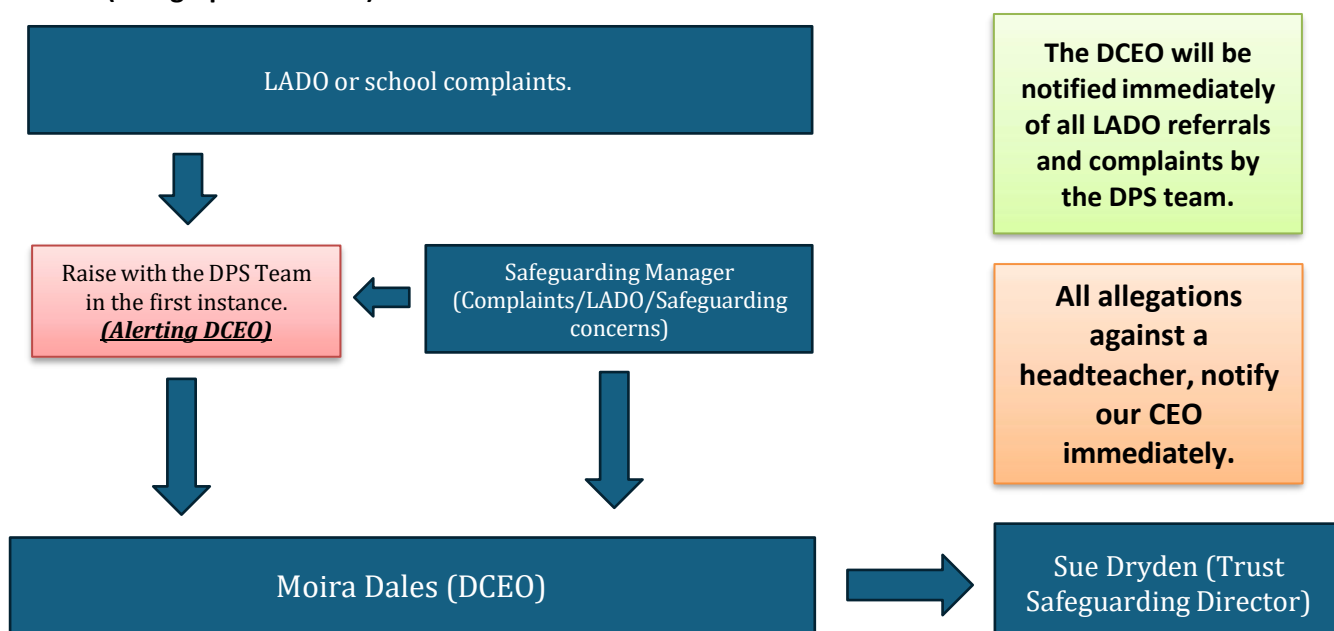 LADO or school complaints.
The DCEO will be
notified immediately
of all LADO referrals
and complaints by
the DPS team.
Raise with the DPS Team
in the first instance.
(Alerting DCEO)
Safeguarding Manager
(Complaints/LADO/Safeguarding
concerns)
All allegations
against a
headteacher, notify
our CEO
immediately.
Moira Dales (DCEO)
Sue Dryden (Trust
Safeguarding Director)